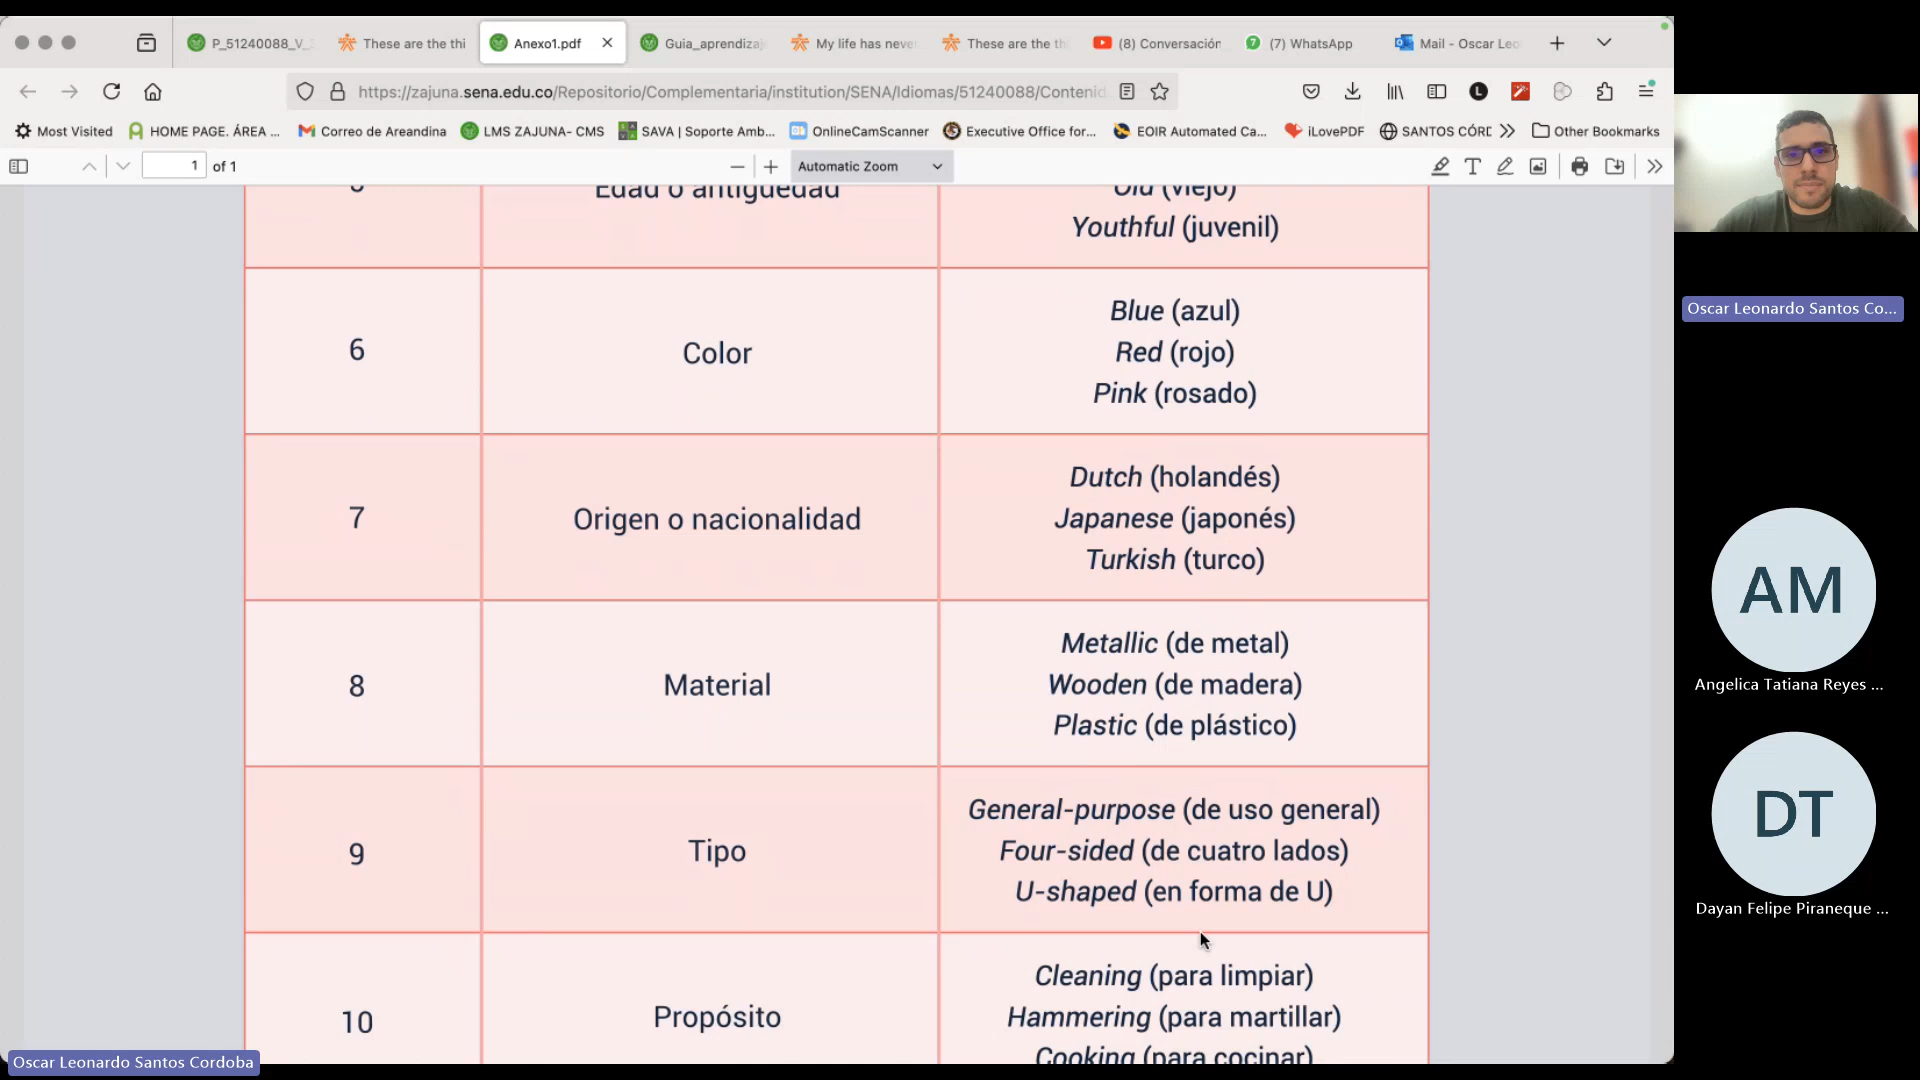 P_51240088_V_
These are the thi
Anexo1.pdf
Guia_aprendiza
My life has neve
These are the th
(8) Conversación
(7) WhatsApp
Mail - Oscar Leo
https://zajuna.sena.edu.co/Repositorio/Complementaria/institution/SENA/Idiomas/51240088/Contenid
Most Visited
HOME PAGE. ÁREA ...
Correo de Areandina
LMS ZAJUNA- CMS
SAVA | Soporte Amb...
OnlineCamScanner
Executive Office for...
EOIR Automated Ca...
iLovePDF
SANTOS CÓRD
Other Bookmarks
1 of 1
Automatic Zoom
Edad o antigüedad
Old (viejo)
Youthful (juvenil)
6
Color
Blue (azul)
Red (rojo)
Pink (rosado)
7
Origen o nacionalidad
Dutch (holandés)
Japanese (japonés)
Turkish (turco)
8
Material
Metallic (de metal)
Wooden (de madera)
Plastic (de plástico)
9
Tipo
General-purpose (de uso general)
Four-sided (de cuatro lados)
U-shaped (en forma de U)
10
Propósito
Cleaning (para limpiar)
Hammering (para martillar)
Cooking (para cocinar)
Oscar Leonardo Santos Cordoba
Oscar Leonardo Santos Co...
AM
Angelica Tatiana Reyes ...
DT
Dayan Felipe Piraneque ...